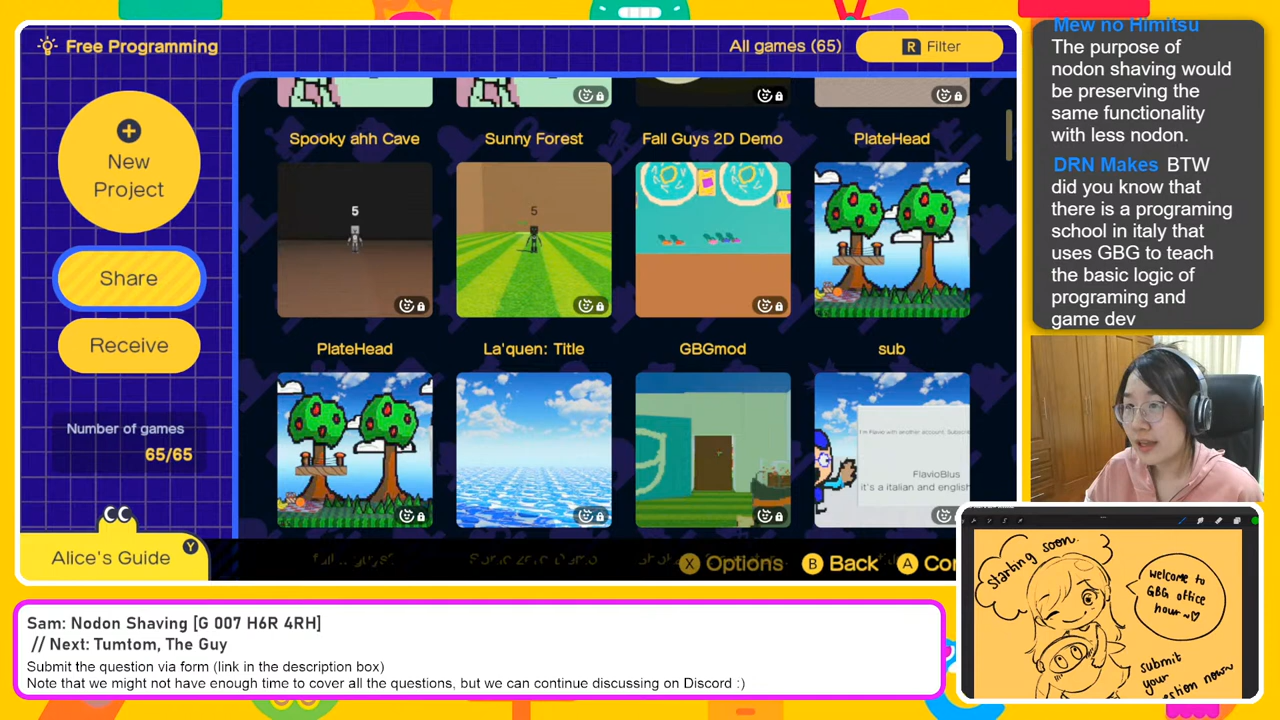 Free Programming
All games (65)
R Filter
New
Project
Share
Receive
Number of games
65/65
Alice's Guide
Y
Spooky ahh Cave
Sunny Forest
Fall Guys 2D Demo
PlateHead
5
5
PlateHead
La'quen: Title
GBGmod
sub
FlavioBlus
it's a italian and english
X Options
B Back
A Con
Mew no Himitsu
The purpose of
nodon shaving would
be preserving the
same functionality
with less nodon.
DRN Makes BTW
did you know that
there is a programing
school in italy that
uses GBG to teach
the basic logic of
programing and
game dev
starting soon.
welcome to
GBG office
hour ~♡
submit
your
Sam: Nodon Shaving [G 007 H6R 4RH]
// Next: Tumtom, The Guy
Submit the question via form (link in the description box)
Note that we might not have enough time to cover all the questions, but we can continue discussing on Discord :)